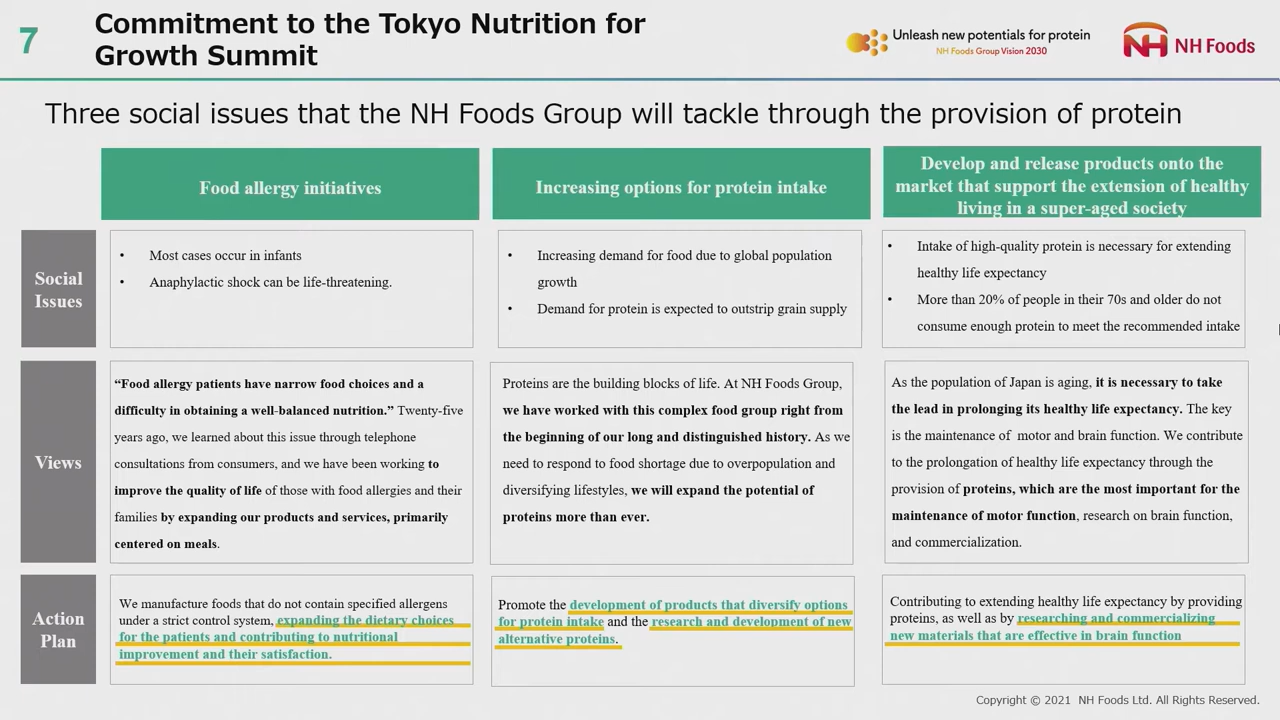 7
Commitment to the Tokyo Nutrition for
Growth Summit
Unleash new potentials for protein
NH Foods Group Vision 2030
NH Foods
Three social issues that the NH Foods Group will tackle through the provision of protein
Food allergy initiatives
Increasing options for protein intake
Develop and release products onto the
market that support the extension of healthy
living in a super-aged society
Social
Issues
• Most cases occur in infants
• Anaphylactic shock can be life-threatening.
• Increasing demand for food due to global population
growth
• Demand for protein is expected to outstrip grain supply
• Intake of high-quality protein is necessary for extending
healthy life expectancy
• More than 20% of people in their 70s and older do not
consume enough protein to meet the recommended intake
Views
“Food allergy patients have narrow food choices and a
difficulty in obtaining a well-balanced nutrition.” Twenty-five
years ago, we learned about this issue through telephone
consultations from consumers, and we have been working to
improve the quality of life of those with food allergies and their
families by expanding our products and services, primarily
centered on meals.
Proteins are the building blocks of life. At NH Foods Group,
we have worked with this complex food group right from
the beginning of our long and distinguished history. As we
need to respond to food shortage due to overpopulation and
diversifying lifestyles, we will expand the potential of
proteins more than ever.
As the population of Japan is aging, it is necessary to take
the lead in prolonging its healthy life expectancy. The key
is the maintenance of motor and brain function. We contribute
to the prolongation of healthy life expectancy through the
provision of proteins, which are the most important for the
maintenance of motor function, research on brain function,
and commercialization.
Action
Plan
We manufacture foods that do not contain specified allergens
under a strict control system, expanding the dietary choices
for the patients and contributing to nutritional
improvement and their satisfaction.
Promote the development of products that diversify options
for protein intake and the research and development of new
alternative proteins.
Contributing to extending healthy life expectancy by providing
proteins, as well as by researching and commercializing
new materials that are effective in brain function
Copyright © 2021 NH Foods Ltd. All Rights Reserved.